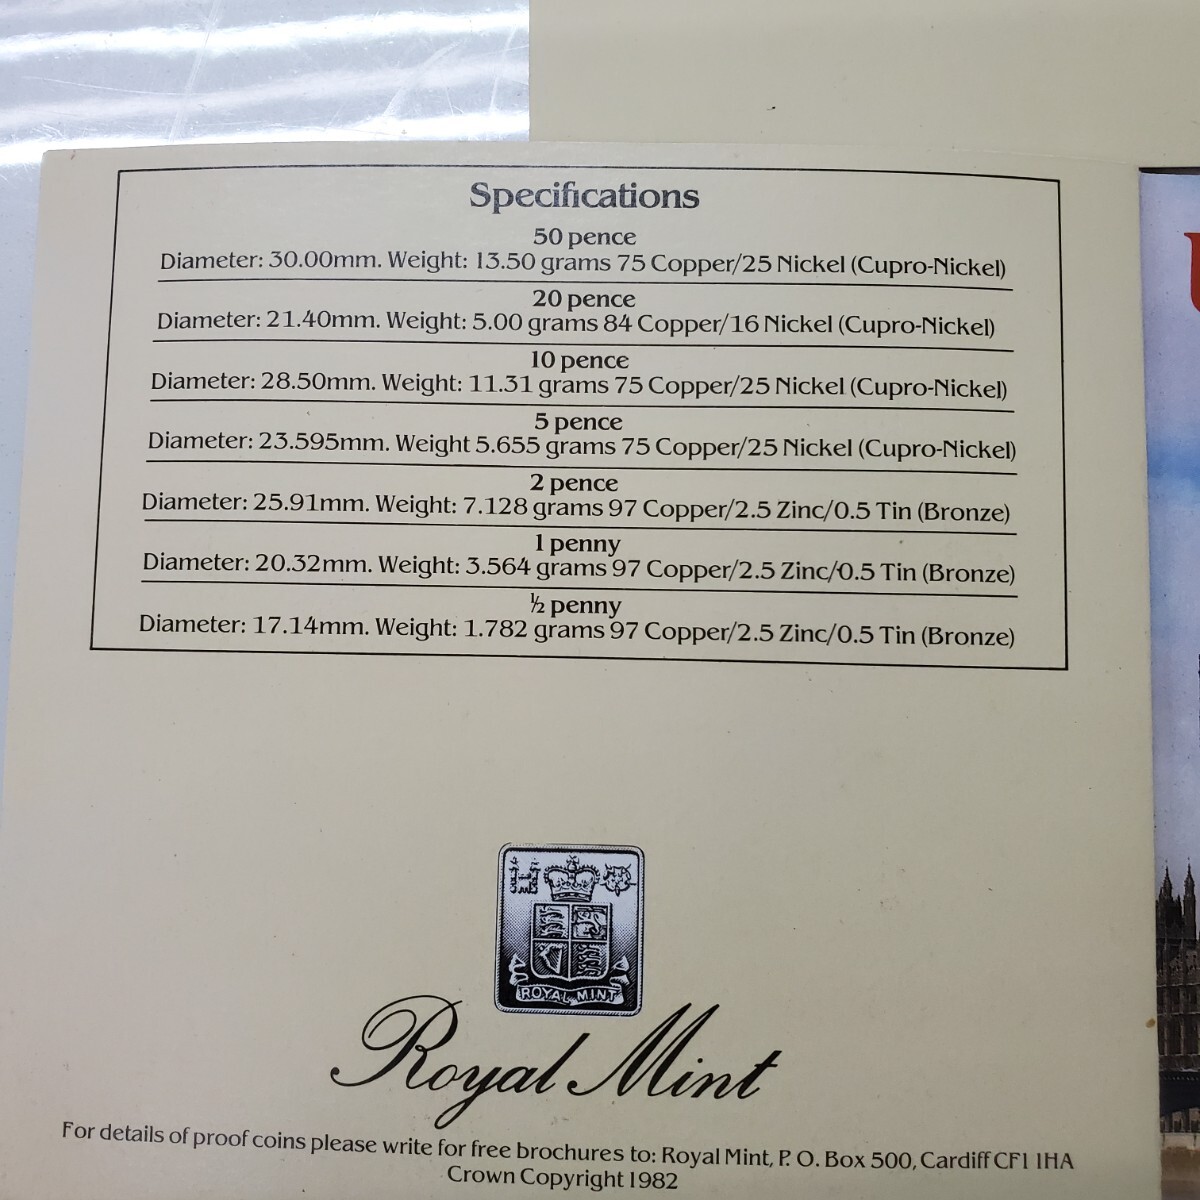 Specifications
50 pence
Diameter: 30.00mm. Weight: 13.50 grams 75 Copper/25 Nickel (Cupro-Nickel)
20 pence
Diameter: 21.40mm. Weight: 5.00 grams 84 Copper/16 Nickel (Cupro-Nickel)
10 pence
Diameter: 28.50mm. Weight: 11.31 grams 75 Copper/25 Nickel (Cupro-Nickel)
5 pence
Diameter: 23.595mm. Weight 5.655 grams 75 Copper/25 Nickel (Cupro-Nickel)
2 pence
Diameter: 25.91mm. Weight: 7.128 grams 97 Copper/2.5 Zinc/0.5 Tin (Bronze)
1 penny
Diameter: 20.32mm. Weight: 3.564 grams 97 Copper/2.5 Zinc/0.5 Tin (Bronze)
½ penny
Diameter: 17.14mm. Weight: 1.782 grams 97 Copper/2.5 Zinc/0.5 Tin (Bronze)
ROYAL MINT
Royal Mint
For details of proof coins please write for free brochures to: Royal Mint, P. O. Box 500, Cardiff CF1 1HA
Crown Copyright 1982